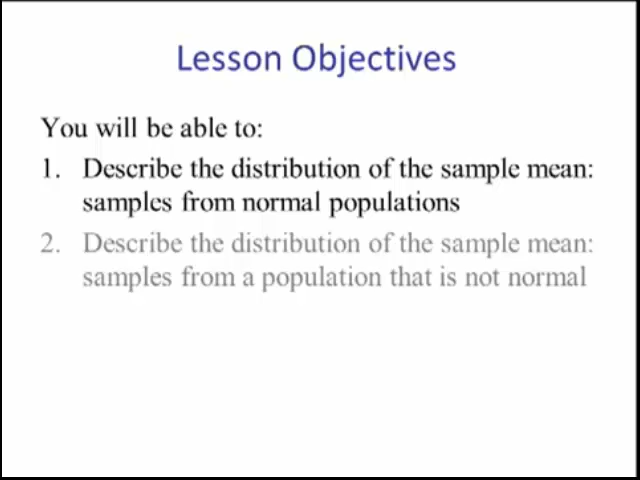 Lesson Objectives
You will be able to:
1. Describe the distribution of the sample mean:
samples from normal populations
2. Describe the distribution of the sample mean:
samples from a population that is not normal